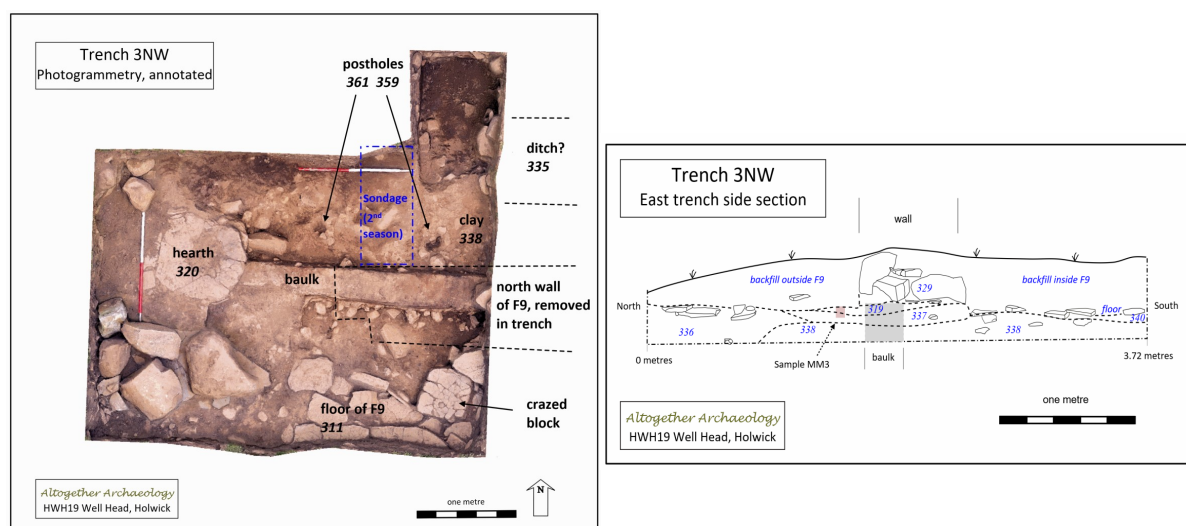 Trench 3NW
Photogrammetry, annotated
postholes
361 359
ditch?
335
Sondage
(2nd
season)
clay
338
hearth
320
baulk
north wall
of F9, removed
in trench
floor of F9
311
crazed
block
Altogether Archaeology
HWH19 Well Head, Holwick
one metre
N
Trench 3NW
East trench side section
wall
backfill outside F9
backfill inside F9
329
North
319
floor
South
336
338
337
338
340
0 metres
Sample MM3
baulk
3.72 metres
one metre
Altogether Archaeology
HWH19 Well Head, Holwick